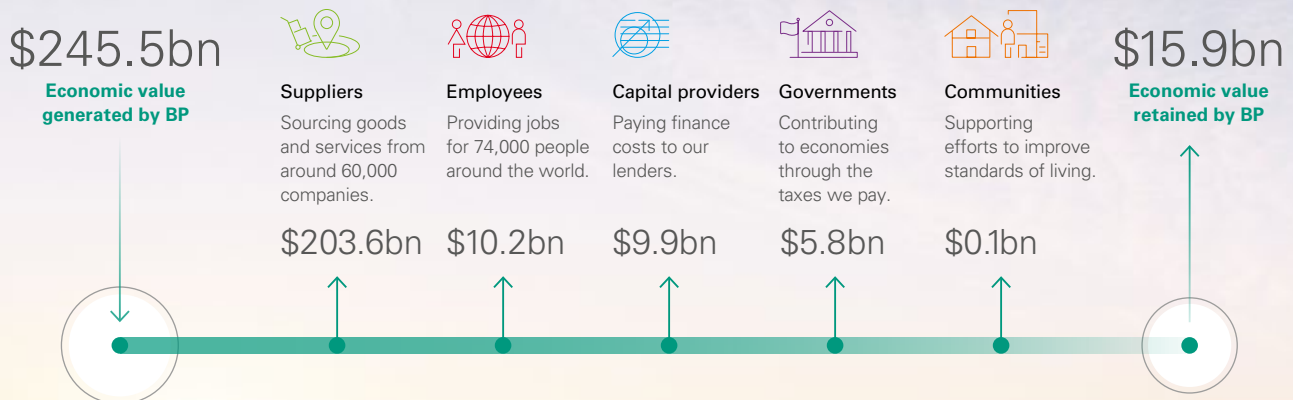 $245.5bn
Economic value
generated by BP
Suppliers
Sourcing goods
and services from
around 60,000
companies.
$203.6bn
Employees
Providing jobs
for 74,000 people
around the world.
$10.2bn
Capital providers
Paying finance
costs to our
lenders.
$9.9bn
Governments
Contributing
to economies
through the
taxes we pay.
$5.8bn
Communities
Supporting
efforts to improve
standards of living.
$0.1bn
$15.9bn
Economic value
retained by BP